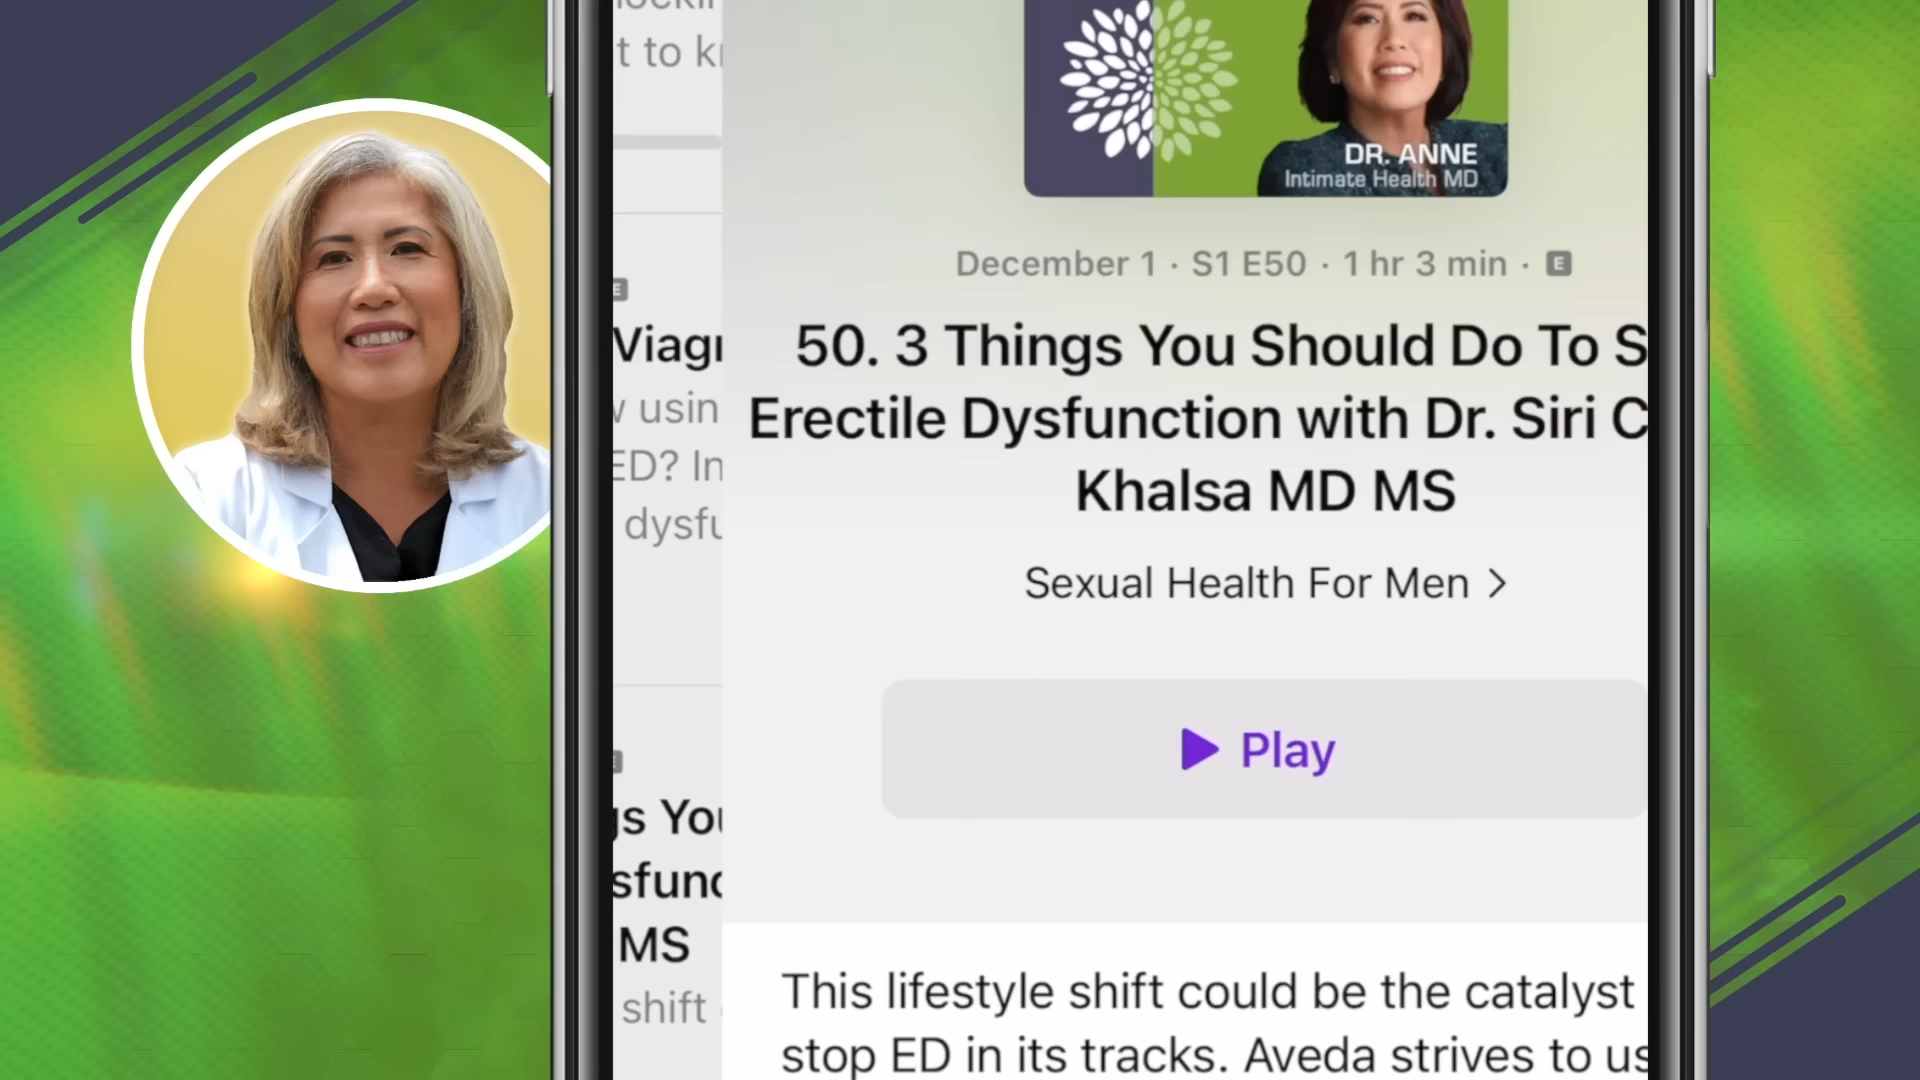 t to
Viag
usin
ED? In
dysfu
You
MS
shift
DR. ANNE
Intimate Health MD
December 1 · S1 E50 · 1 hr 3 min · E
50. 3 Things You Should Do To S
Erectile Dysfunction with Dr. Siri C
Khalsa MD MS
Sexual Health For Men >
Play
This lifestyle shift could be the catalyst
stop ED in its tracks. Aveda strives to us